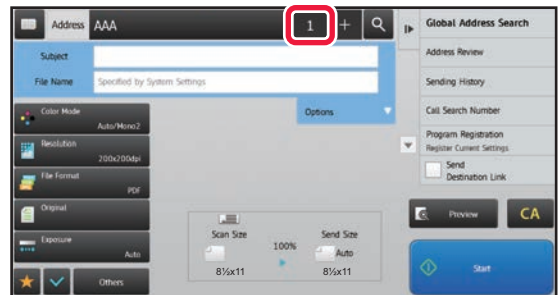 Address AAA 1 +
Subject
File Name Specified by System Settings
Options
Color Mode
Auto/Mono2
Resolution
200x200dpi
File Format
PDF
Original
Exposure
Auto
Others
Scan Size
8½x11
100%
Send Size
Auto
8½x11
Global Address Search
Address Review
Sending History
Call Search Number
Program Registration
Register Current Settings
Send
Destination Link
Preview
CA
Start